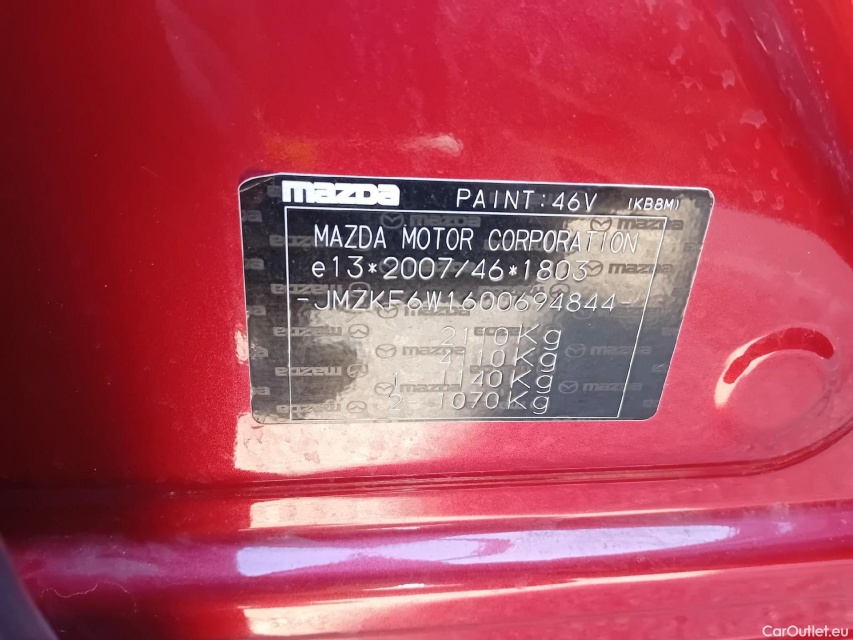 mazda PAINT:46V (KB8M)
MAZDA MOTOR CORPORATION
e13*2007/46*1803
-JMZKF6W1600694844-
2110Kg
Kg
1 1140Kg
2 1070Kg
CarOutlet.eu